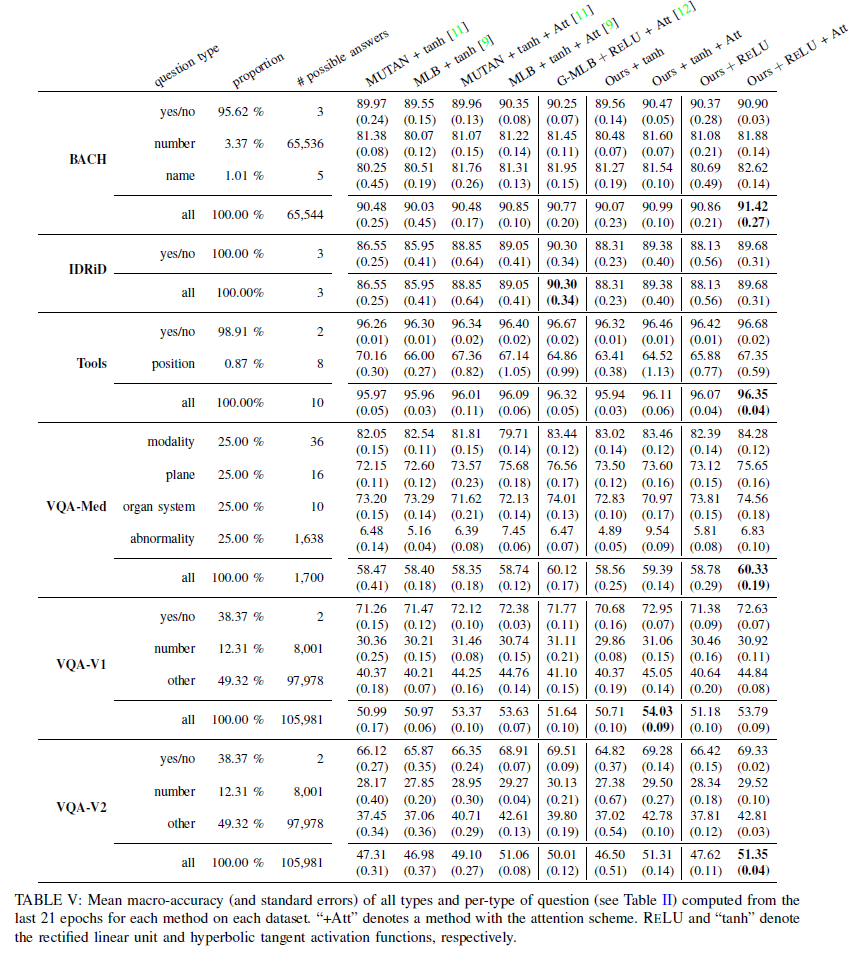 question type proportion # possible answers MUTAN + tanh [11] MLB + tanh [9] MUTAN + tanh + Att [11] MLB + tanh + Att [9] G-MLB + RELU + Att [12] Ours + tanh Ours + tanh + Att Ours + RELU Ours + RELU + Att
yes/no 95.62 % 3 89.97 89.55 89.96 90.35 90.25 89.56 90.47 90.37 90.90
(0.24) (0.15) (0.13) (0.08) (0.07) (0.14) (0.05) (0.28) (0.03)
number 3.37 % 65,536 81.38 80.07 81.07 81.22 81.45 80.48 81.60 81.08 81.88
(0.08) (0.12) (0.15) (0.14) (0.11) (0.07) (0.07) (0.21) (0.14)
BACH
name 1.01 % 5 80.25 80.51 81.76 81.31 81.95 81.27 81.54 80.69 82.62
(0.45) (0.19) (0.26) (0.13) (0.15) (0.19) (0.10) (0.49) (0.14)
all 100.00 % 65,544 90.48 90.03 90.48 90.85 90.77 90.07 90.99 90.86 91.42
(0.25) (0.45) (0.17) (0.10) (0.20) (0.23) (0.10) (0.21) (0.27)
yes/no 100.00 % 3 86.55 85.95 88.85 89.05 90.30 88.31 89.38 88.13 89.68
(0.25) (0.41) (0.64) (0.41) (0.34) (0.23) (0.40) (0.56) (0.31)
IDRiD
all 100.00% 3 86.55 85.95 88.85 89.05 90.30 88.31 89.38 88.13 89.68
(0.25) (0.41) (0.64) (0.41) (0.34) (0.23) (0.40) (0.56) (0.31)
yes/no 98.91 % 2 96.26 96.30 96.34 96.40 96.67 96.32 96.46 96.42 96.68
(0.01) (0.01) (0.02) (0.02) (0.02) (0.01) (0.01) (0.01) (0.02)
Tools position 0.87 % 8 70.16 66.00 67.36 67.14 64.86 63.41 64.52 65.88 67.35
(0.30) (0.27) (0.82) (1.05) (0.99) (0.38) (1.13) (0.77) (0.59)
all 100.00% 10 95.97 95.96 96.01 96.09 96.32 95.94 96.11 96.07 96.35
(0.05) (0.03) (0.11) (0.06) (0.05) (0.03) (0.06) (0.04) (0.04)
modality 25.00 % 36 82.05 82.54 81.81 79.71 83.44 83.02 83.46 82.39 84.28
(0.15) (0.11) (0.15) (0.14) (0.12) (0.14) (0.12) (0.14) (0.12)
plane 25.00 % 16 72.15 72.60 73.57 75.68 76.56 73.50 73.60 73.12 75.65
(0.11) (0.12) (0.23) (0.18) (0.17) (0.12) (0.16) (0.15) (0.16)
VQA-Med organ system 25.00 % 10 73.20 73.29 71.62 72.13 74.01 72.83 70.97 73.81 74.56
(0.15) (0.14) (0.21) (0.14) (0.13) (0.10) (0.17) (0.15) (0.18)
abnormality 25.00 % 1,638 6.48 5.16 6.39 7.45 6.47 4.89 9.54 5.81 6.83
(0.14) (0.04) (0.08) (0.06) (0.07) (0.05) (0.09) (0.08) (0.10)
all 100.00 % 1,700 58.47 58.40 58.35 58.74 60.12 58.56 59.39 58.78 60.33
(0.41) (0.18) (0.18) (0.12) (0.17) (0.25) (0.14) (0.29) (0.19)
yes/no 38.37 % 2 71.26 71.47 72.12 72.38 71.77 70.68 72.95 71.38 72.63
(0.15) (0.12) (0.10) (0.03) (0.11) (0.16) (0.07) (0.09) (0.07)
number 12.31 % 8,001 30.36 30.21 31.46 30.74 31.11 29.86 31.06 30.46 30.92
(0.25) (0.15) (0.08) (0.15) (0.21) (0.08) (0.15) (0.16) (0.11)
VQA-V1
other 49.32 % 97,978 40.37 40.21 44.25 44.76 41.10 40.37 45.05 40.64 44.84
(0.18) (0.07) (0.16) (0.14) (0.15) (0.19) (0.14) (0.20) (0.08)
all 100.00 % 105,981 50.99 50.97 53.37 53.63 51.64 50.71 54.03 51.18 53.79
(0.17) (0.06) (0.10) (0.07) (0.10) (0.10) (0.09) (0.10) (0.09)
yes/no 38.37 % 2 66.12 65.87 66.35 68.91 69.51 64.82 69.28 66.42 69.33
(0.27) (0.35) (0.24) (0.07) (0.09) (0.37) (0.14) (0.15) (0.02)
number 12.31 % 8,001 28.17 27.85 28.95 29.27 30.13 27.38 29.50 28.34 29.52
(0.40) (0.20) (0.30) (0.04) (0.21) (0.67) (0.27) (0.18) (0.10)
VQA-V2
other 49.32 % 97,978 37.45 37.06 40.71 42.61 39.80 37.02 42.78 37.81 42.81
(0.34) (0.36) (0.29) (0.13) (0.19) (0.54) (0.10) (0.12) (0.03)
all 100.00 % 105,981 47.31 46.98 49.10 51.06 50.01 46.50 51.31 47.62 51.35
(0.31) (0.37) (0.27) (0.08) (0.12) (0.51) (0.14) (0.11) (0.04)
TABLE V: Mean macro-accuracy (and standard errors) of all types and per-type of question (see Table II) computed from the
last 21 epochs for each method on each dataset. “+Att” denotes a method with the attention scheme. RELU and “tanh” denote
the rectified linear unit and hyperbolic tangent activation functions, respectively.